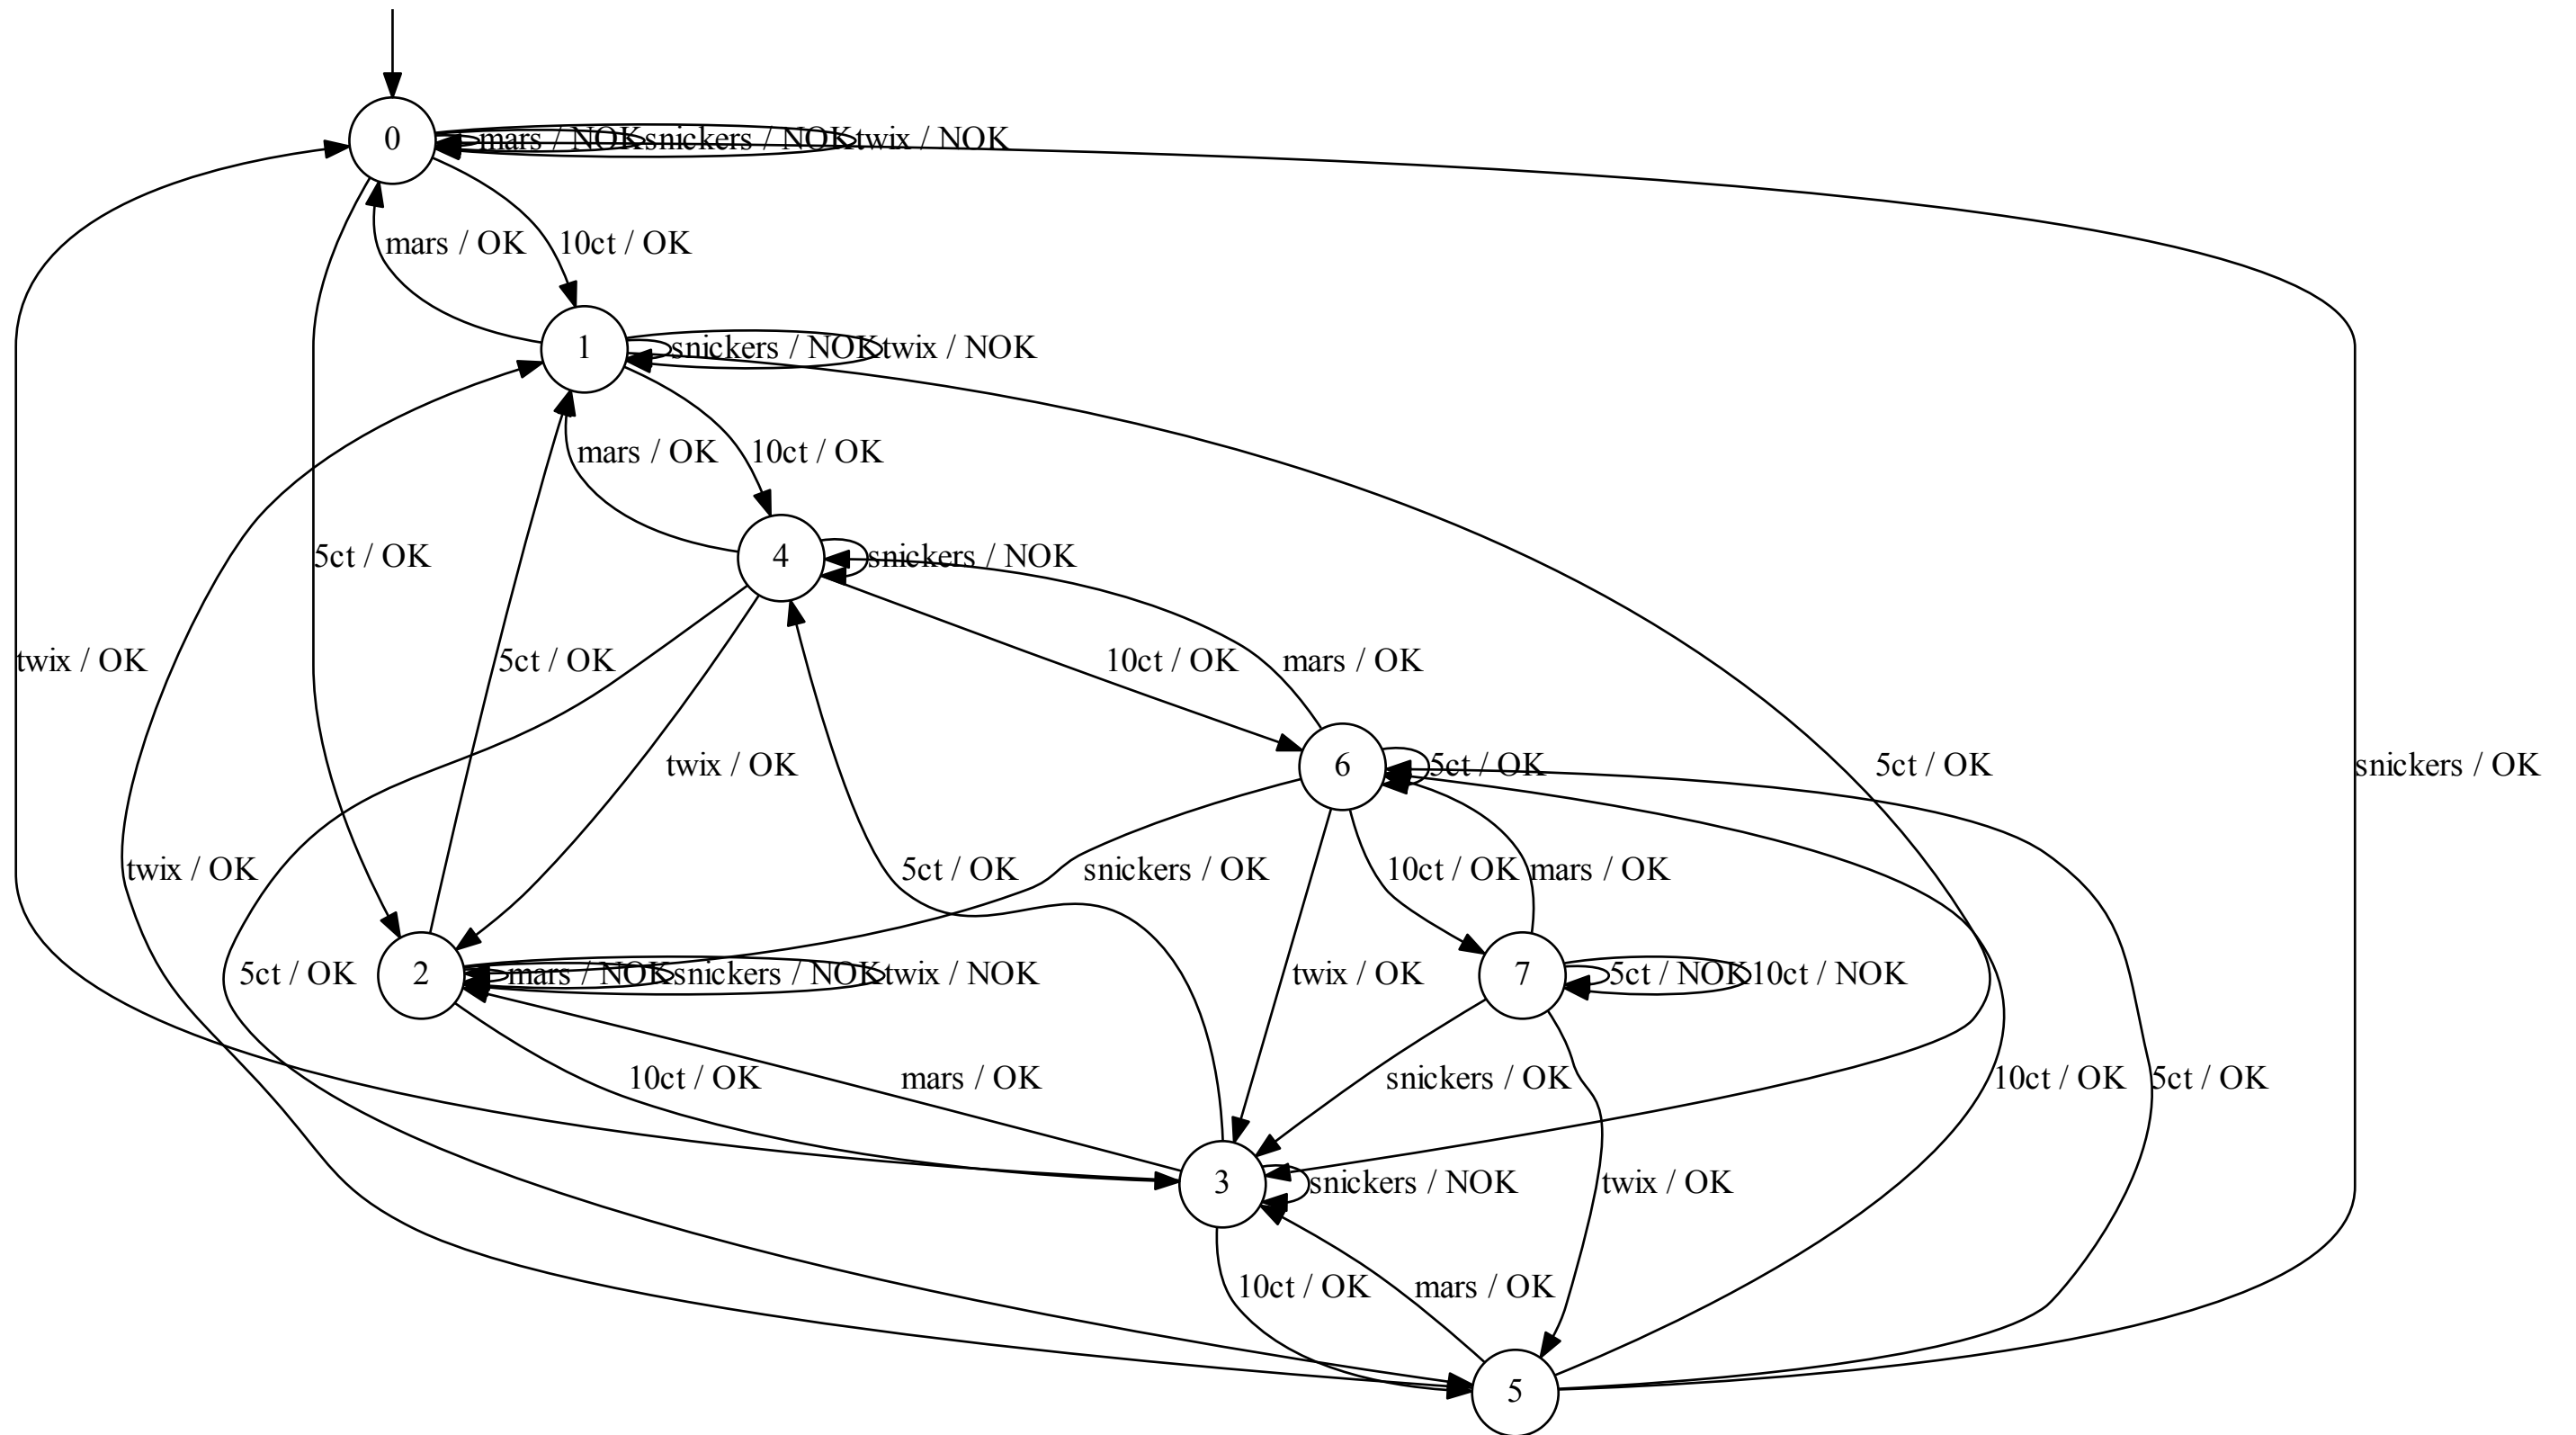 0
mars / NOK
snickers / NOK
twix / NOK
mars / OK
10ct / OK
1
snickers / NOK
twix / NOK
mars / OK
10ct / OK
5ct / OK
4
snickers / NOK
twix / OK
5ct / OK
10ct / OK
mars / OK
twix / OK
6
5ct / OK
5ct / OK
snickers / OK
twix / OK
5ct / OK
snickers / OK
10ct / OK
mars / OK
5ct / OK
2
mars / NOK
snickers / NOK
twix / NOK
twix / OK
7
5ct / NOK
10ct / NOK
10ct / OK
mars / OK
snickers / OK
10ct / OK
5ct / OK
3
snickers / NOK
twix / OK
10ct / OK
mars / OK
5